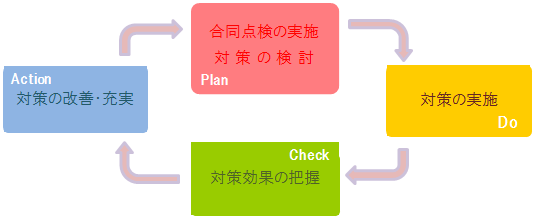 合同点検の実施
対策の検討
Plan
対策の実施
Do
Check
対策効果の把握
Action
対策の改善・充実